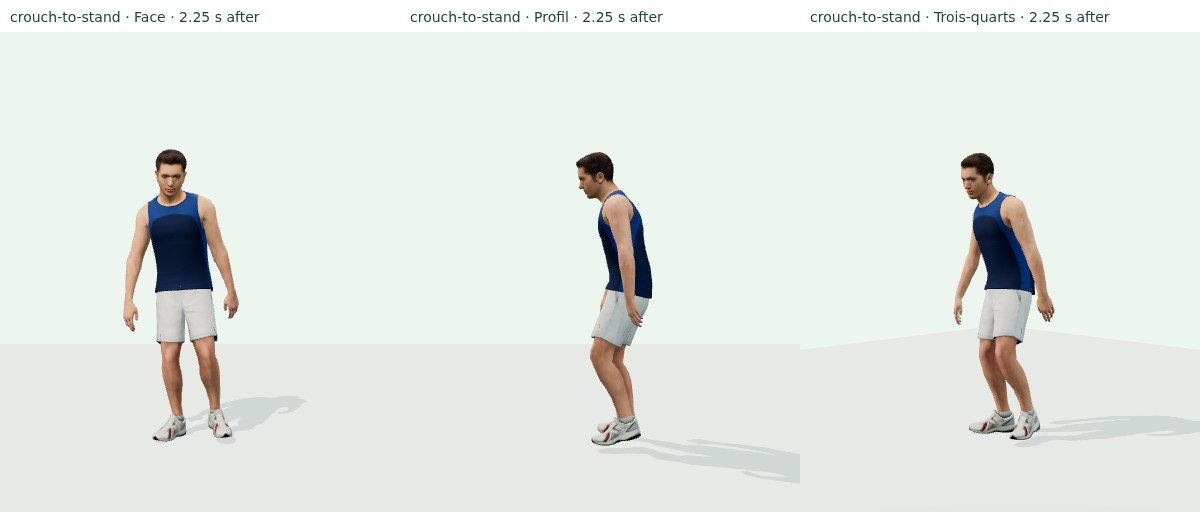 crouch-to-stand · Face · 2.25 s after
crouch-to-stand · Profil · 2.25 s after
crouch-to-stand · Trois-quarts · 2.25 s after